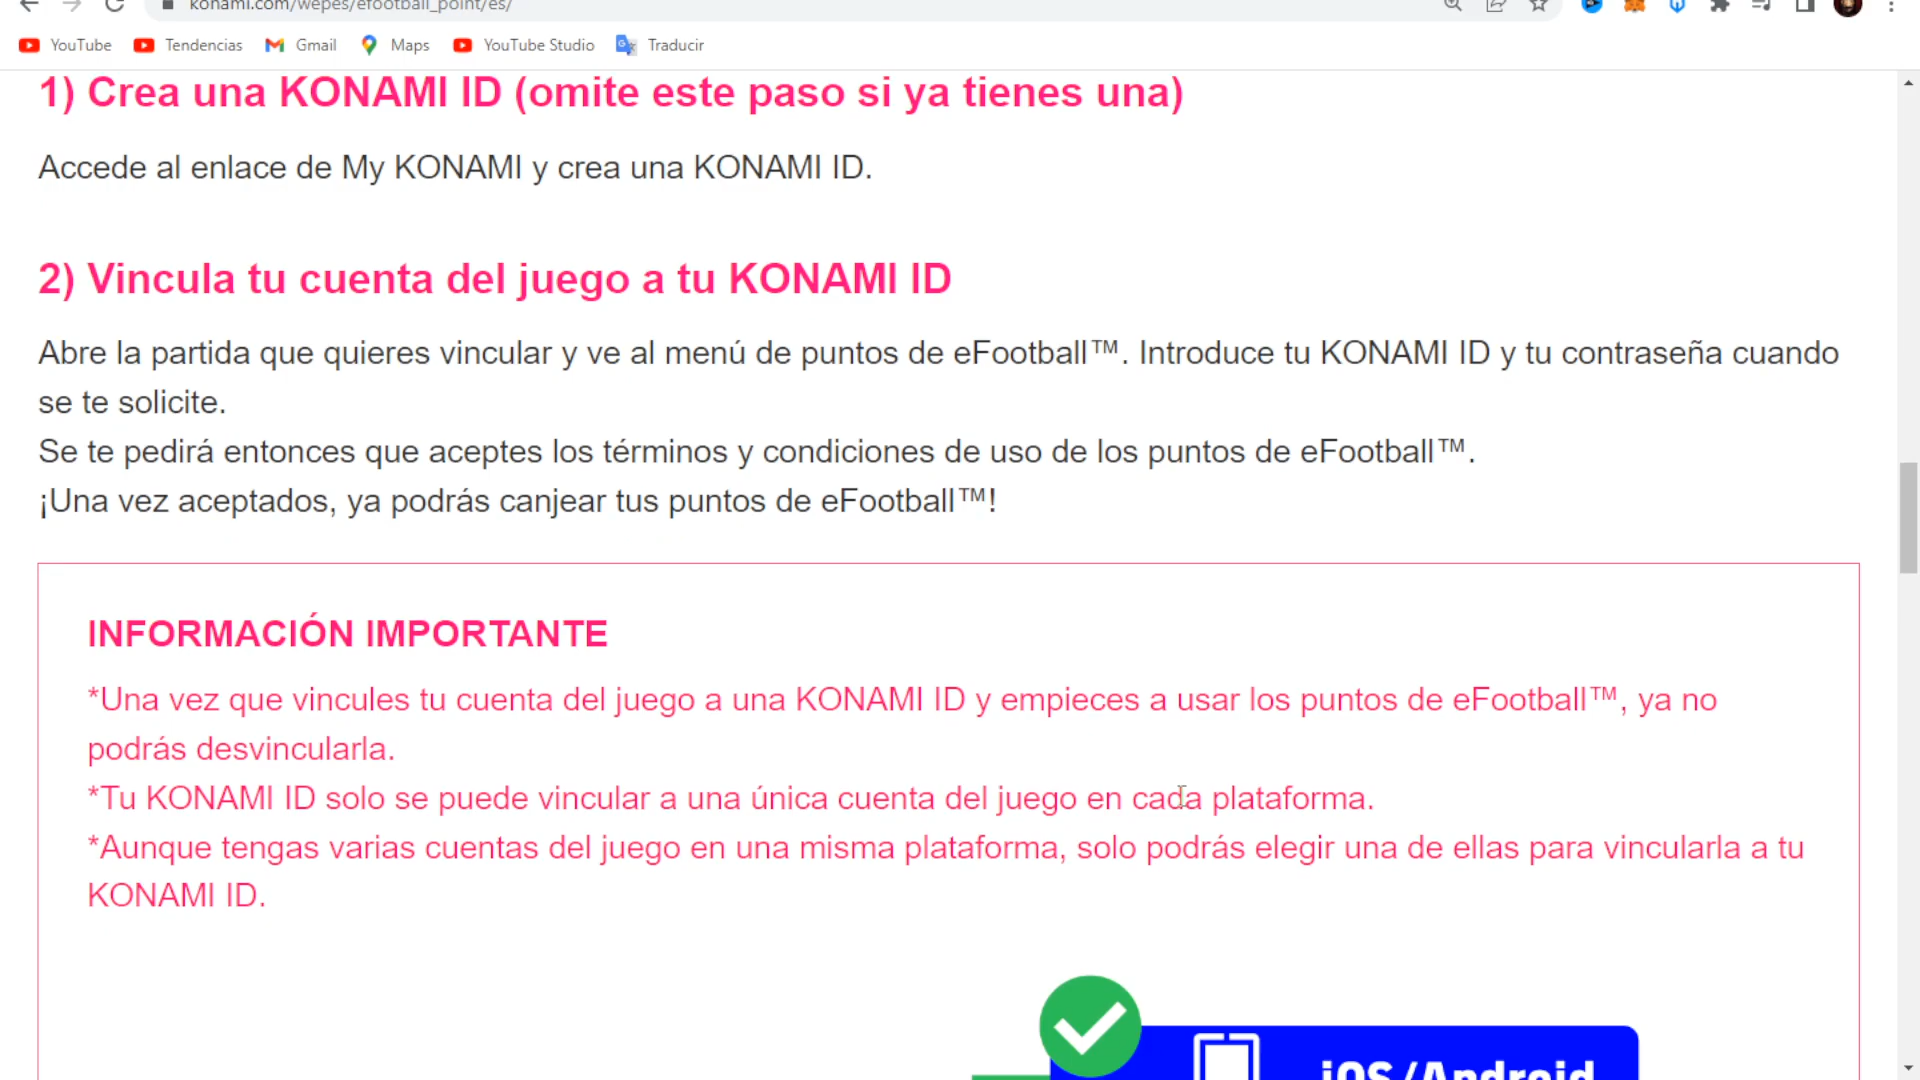 konami.com/wepes/efootball_point/es/
YouTube Tendencias Gmail Maps YouTube Studio Traducir
1) Crea una KONAMI ID (omite este paso si ya tienes una)
Accede al enlace de My KONAMI y crea una KONAMI ID.
2) Vincula tu cuenta del juego a tu KONAMI ID
Abre la partida que quieres vincular y ve al menú de puntos de eFootball™. Introduce tu KONAMI ID y tu contraseña cuando
se te solicite.
Se te pedirá entonces que aceptes los términos y condiciones de uso de los puntos de eFootball™.
¡Una vez aceptados, ya podrás canjear tus puntos de eFootball™!
INFORMACIÓN IMPORTANTE
*Una vez que vincules tu cuenta del juego a una KONAMI ID y empieces a usar los puntos de eFootball™, ya no
podrás desvincularla.
*Tu KONAMI ID solo se puede vincular a una única cuenta del juego en cada plataforma.
*Aunque tengas varias cuentas del juego en una misma plataforma, solo podrás elegir una de ellas para vincularla a tu
KONAMI ID.
iOS/Android